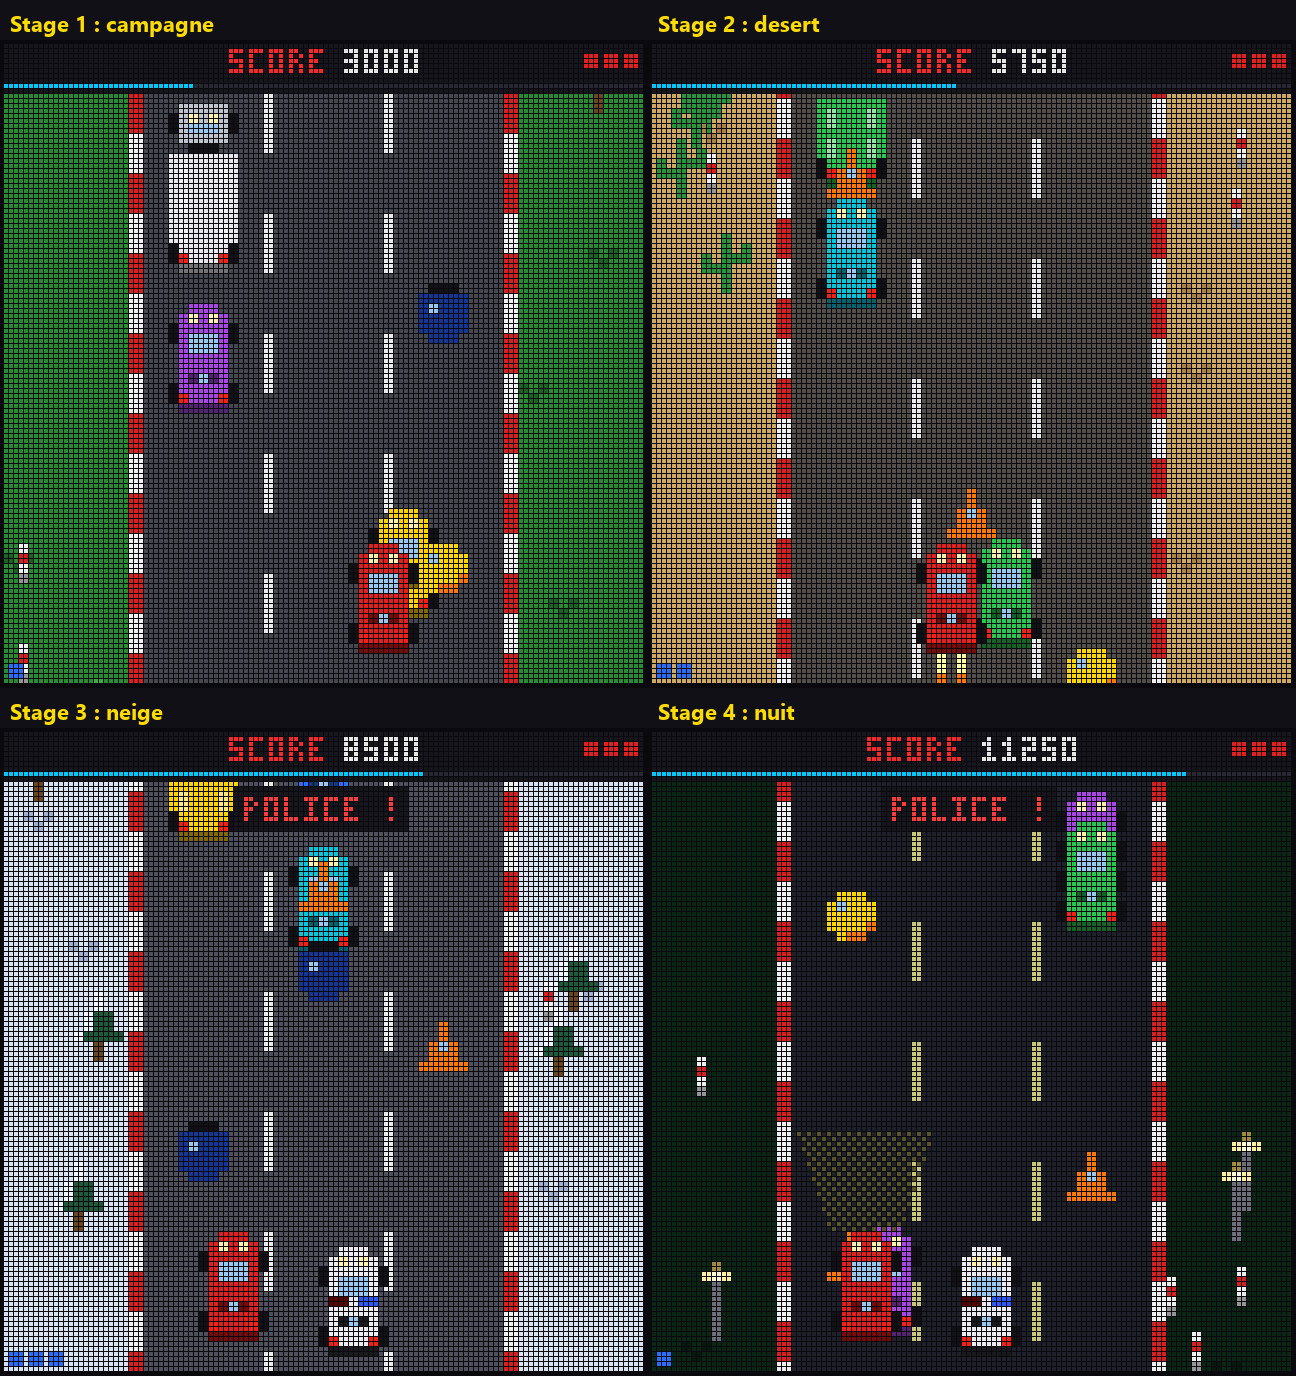 Stage 1 : campagne
SCORE 3000
Stage 2 : desert
SCORE 5750
Stage 3 : neige
SCORE 8500
POLICE !
Stage 4 : nuit
SCORE 11250
POLICE !